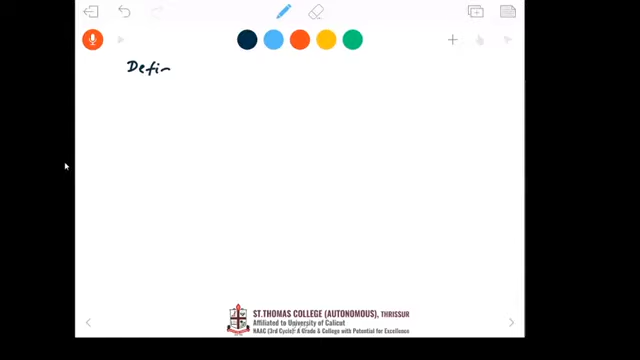 Defin
ST.THOMAS COLLEGE (AUTONOMOUS), THRISSUR
Affiliated to University of Calicut
NAAC (3rd Cycle): A Grade & College with Potential for Excellence